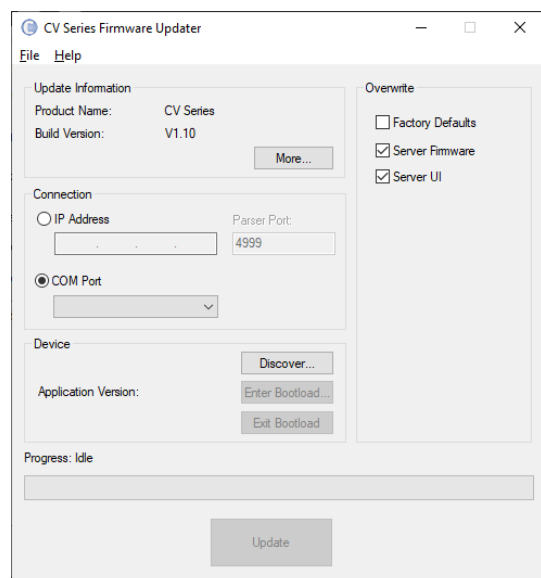 CV Series Firmware Updater
File Help
Update Information
Product Name: CV Series
Build Version: V1.10
More...
Connection
IP Address
Parser Port:
. . . 4999
COM Port
Device
Discover...
Application Version: Enter Bootload...
Exit Bootload
Overwrite
Factory Defaults
Server Firmware
Server UI
Progress: Idle
Update